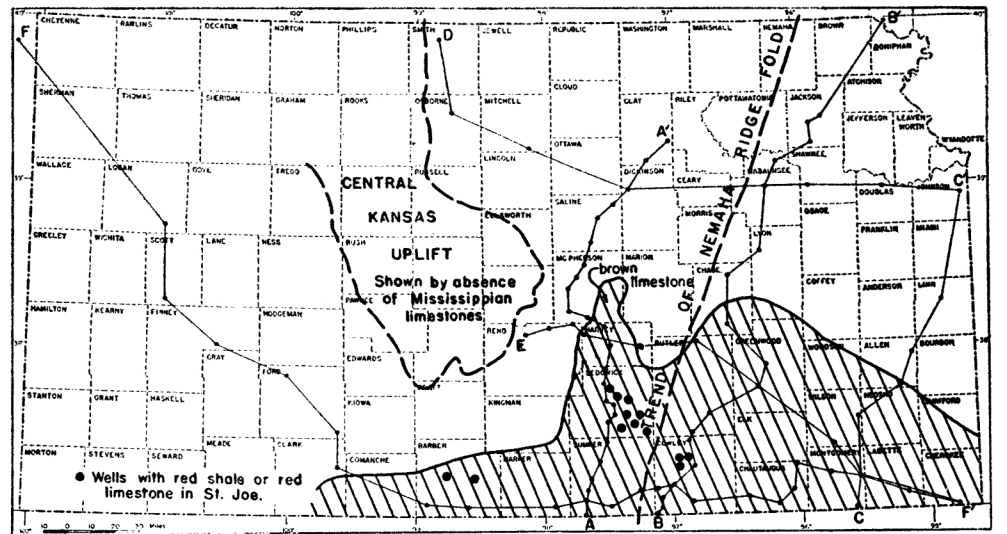 CHEYENNE RAWLINS DECATUR NORTON PHILLIPS SMITH JEWELL REPUBLIC WASHINGTON MARSHALL NEMAHA BROWN B'
F D DONIPHAN
ATCHISON
SHERMAN THOMAS SHERIDAN GRAHAM ROOKS OSBORNE MITCHELL CLOUD CLAY RILEY POTTAWATOMIE JACKSON
JEFFERSON LEAVEN
WORTH
WYANDOTTE
OTTAWA A'
LINCOLN SHAWNEE
WALLACE LOGAN GOVE TREGO RUSSELL DICKINSON GEARY WABAUNSEE
CENTRAL
KANSAS
UPLIFT
Shown by absence
of Mississippian
limestones
DOUGLAS JOHNSON C'
ELLSWORTH SALINE MORRIS OSAGE
FRANKLIN MIAMI
GREELEY WICHITA SCOTT LANE NESS RUSH LYON
MC PHERSON MARION CHASE
brown
limestone
COFFEY ANDERSON LINN
HAMILTON KEARNY FINNEY HODGEMAN PAWNEE RENO HARVEY
E
TREND OF NEMAHA RIDGE FOLD
BUTLER GREENWOOD WOODSON ALLEN BOURBON
GRAY FORD EDWARDS SEDGWICK
STANTON GRANT HASKELL KIOWA KINGMAN WILSON NEOSHO CRAWFORD
ELK
MEADE CLARK BARBER SUMNER COWLEY
MORTON STEVENS SEWARD COMANCHE HARPER CHAUTAUQUA MONTGOMERY LABETTE CHEROKEE
Wells with red shale or red
limestone in St. Joe.
A B C F'